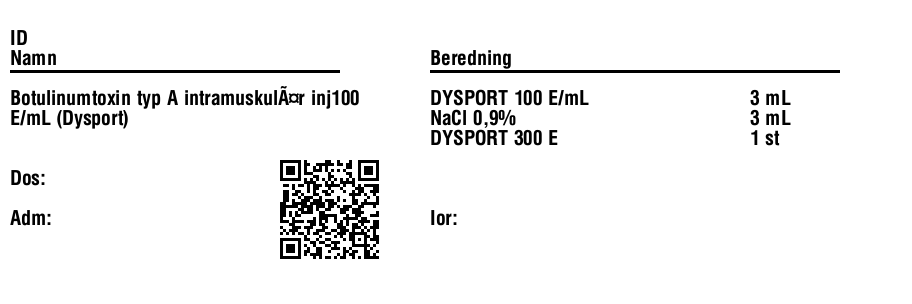 ID
Namn
Beredning
Botulinumtoxin typ A intramuskulÃ¤r inj100
E/mL (Dysport)
DYSPORT 100 E/mL 3 mL
NaCl 0,9% 3 mL
DYSPORT 300 E 1 st
Dos:
Adm:
Ior: